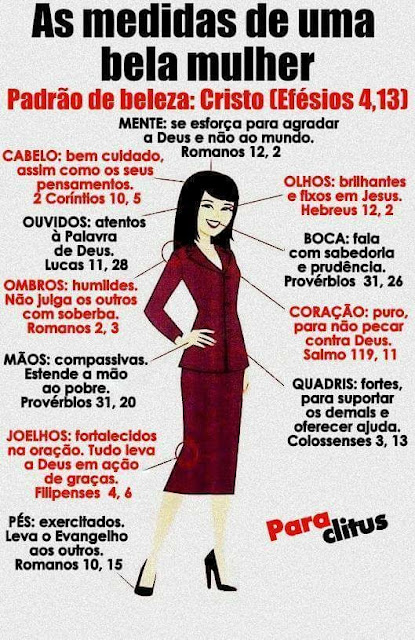 As medidas de uma
bela mulher
Padrão de beleza: Cristo (Efésios 4,13)
MENTE: se esforça para agradar
a Deus e não ao mundo.
Romanos 12, 2
CABELO: bem cuidado,
assim como os seus
pensamentos.
2 Coríntios 10, 5
OLHOS: brilhantes
e fixos em Jesus.
Hebreus 12, 2
OUVIDOS: atentos
à Palavra
de Deus.
Lucas 11, 28
BOCA: fala
com sabedoria
e prudência.
Provérbios 31, 26
OMBROS: humildes.
Não julga os outros
com soberba.
Romanos 2, 3
CORAÇÃO: puro,
para não pecar
contra Deus.
Salmo 119, 11
MÃOS: compassivas.
Estende a mão
ao pobre.
Provérbios 31, 20
QUADRIS: fortes,
para suportar
os demais e
oferecer ajuda.
Colossenses 3, 13
JOELHOS: fortalecidos
na oração. Tudo leva
a Deus em ação
de graças.
Filipenses 4, 6
PÉS: exercitados.
Leva o Evangelho
aos outros.
Romanos 10, 15
Para
clitus